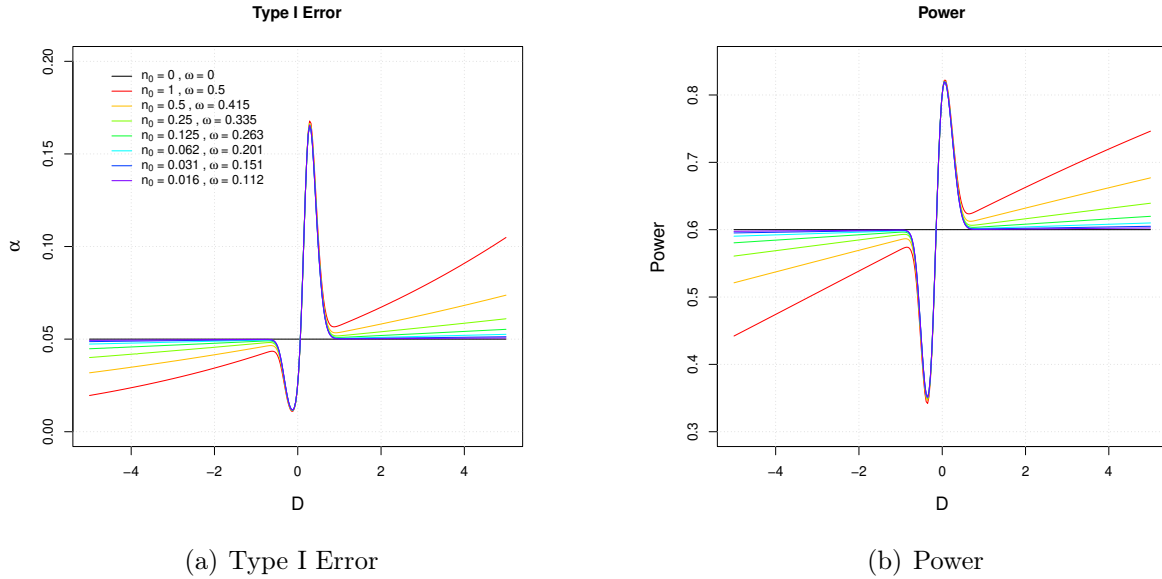 Type I Error
0.20
0.15
0.10
0.05
0.00
α
n₀ = 0 , ω = 0
n₀ = 1 , ω = 0.5
n₀ = 0.5 , ω = 0.415
n₀ = 0.25 , ω = 0.335
n₀ = 0.125 , ω = 0.263
n₀ = 0.062 , ω = 0.201
n₀ = 0.031 , ω = 0.151
n₀ = 0.016 , ω = 0.112
−4 −2 0 2 4
D
(a) Type I Error
Power
0.8
0.7
0.6
0.5
0.4
0.3
Power
−4 −2 0 2 4
D
(b) Power